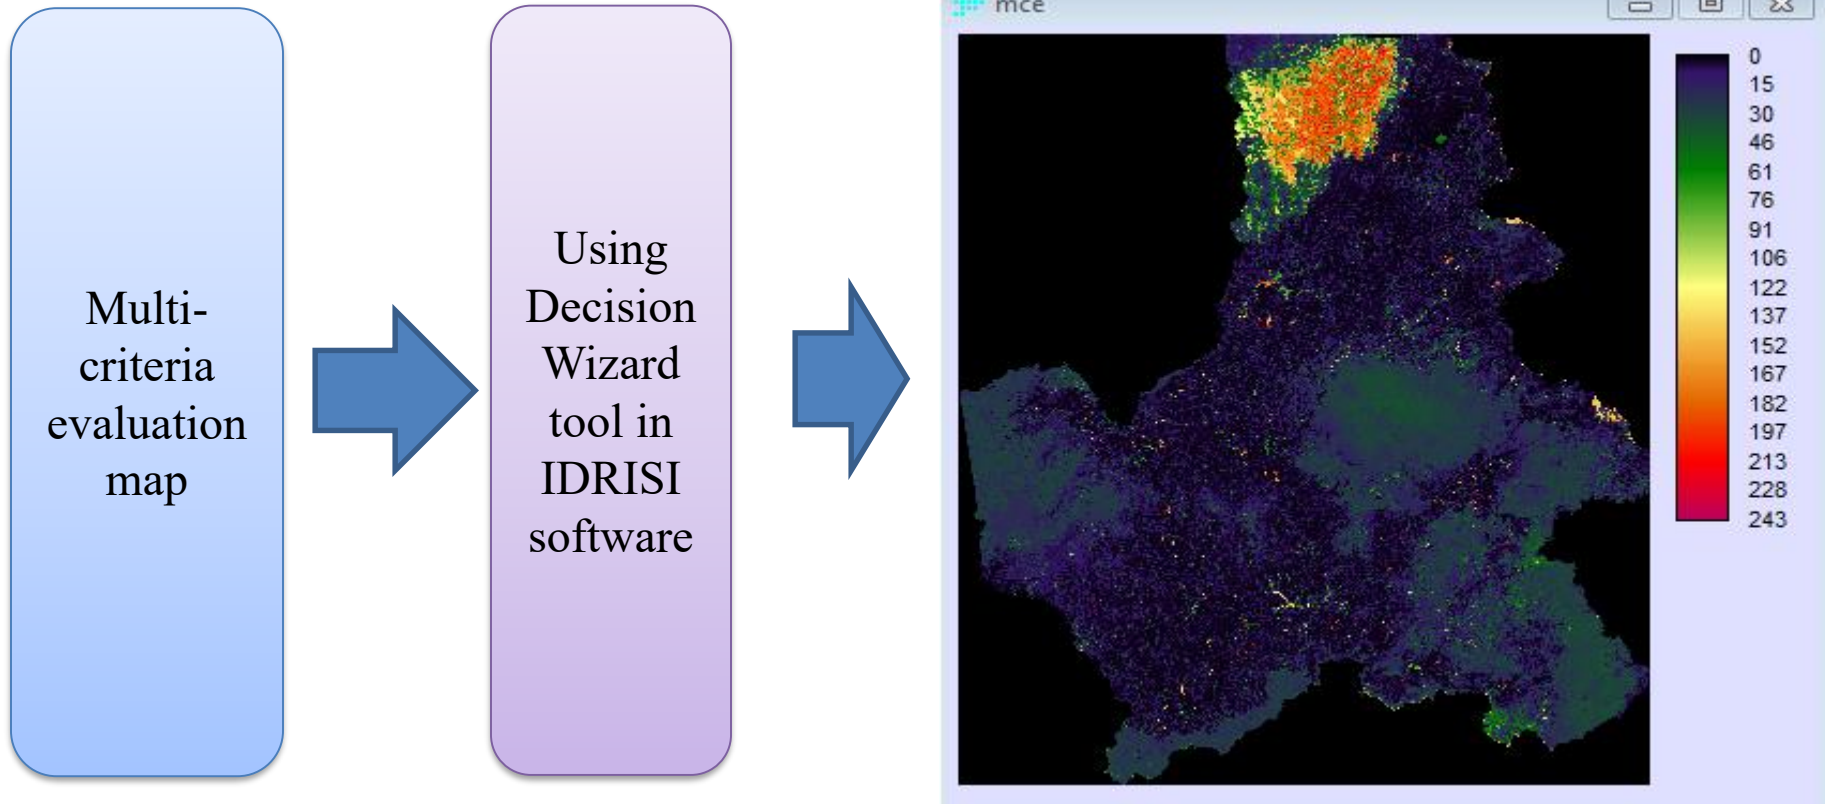 Multi-
criteria
evaluation
map
Using
Decision
Wizard
tool in
IDRISI
software
mce
0
15
30
46
61
76
91
106
122
137
152
167
182
197
213
228
243